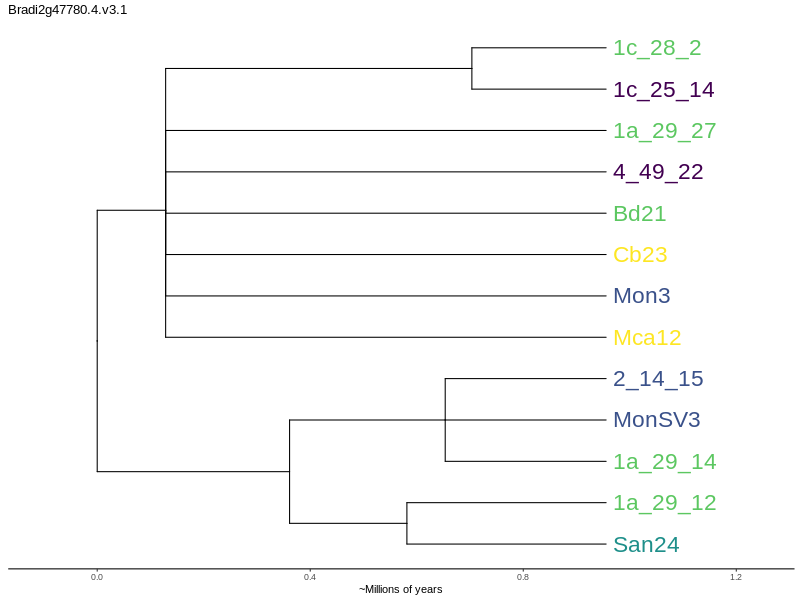 Bradi2g47780.4.v3.1
1c_28_2
1c_25_14
1a_29_27
4_49_22
Bd21
Cb23
Mon3
Mca12
2_14_15
MonSV3
1a_29_14
1a_29_12
San24
0.0 0.4 0.8 1.2
~Millions of years